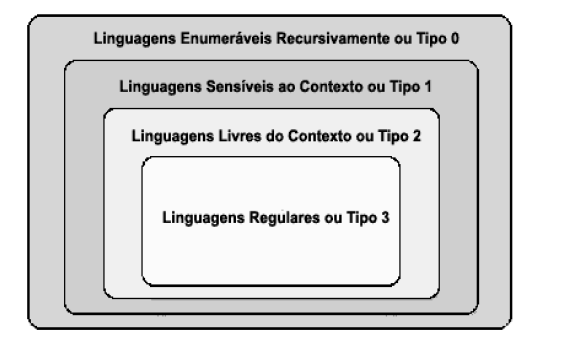 Linguagens Enumeráveis Recursivamente ou Tipo 0
Linguagens Sensíveis ao Contexto ou Tipo 1
Linguagens Livres do Contexto ou Tipo 2
Linguagens Regulares ou Tipo 3